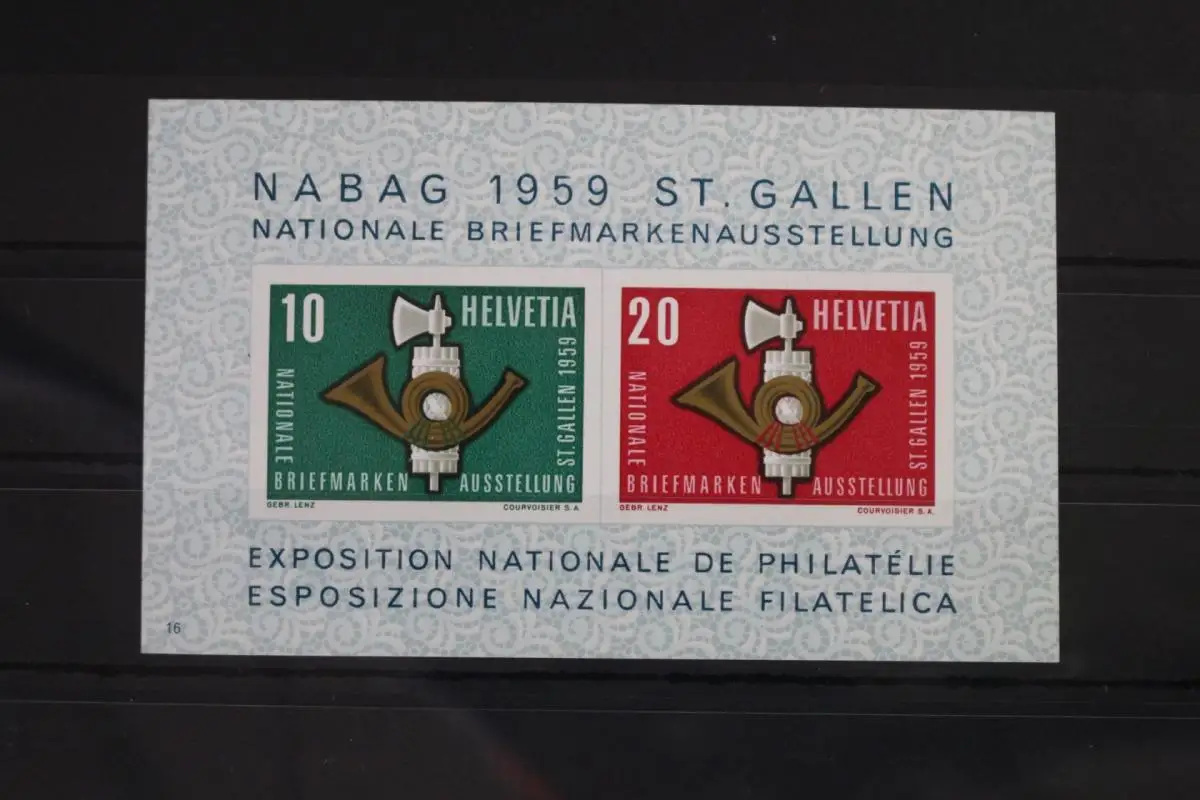 NABAG 1959 ST. GALLEN
NATIONALE BRIEFMARKENAUSSTELLUNG
10 HELVETIA
NATIONALE
BRIEFMARKEN AUSSTELLUNG
ST. GALLEN 1959
GEBR. LENZ COURVOISIER S.A.
20 HELVETIA
NATIONALE
BRIEFMARKEN AUSSTELLUNG
ST. GALLEN 1959
GEBR. LENZ COURVOISIER S.A.
EXPOSITION NATIONALE DE PHILATÉLIE
ESPOSIZIONE NAZIONALE FILATELICA
16